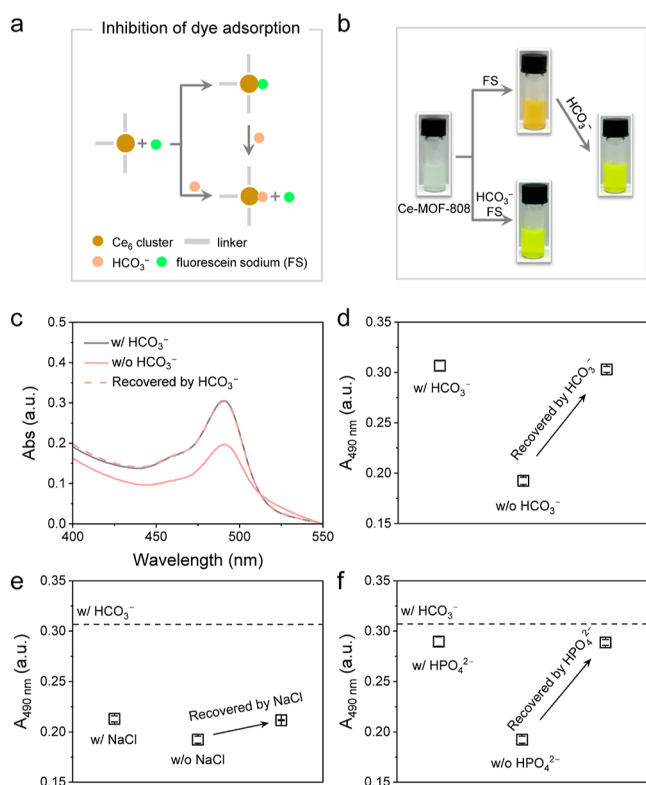 a
Inhibition of dye adsorption
+
+
Ce₆ cluster
linker
HCO₃⁻
fluorescein sodium (FS)
b
FS
HCO₃⁻
Ce-MOF-808
HCO₃⁻
FS
c
0.5
0.4
0.3
0.2
0.1
0.0
Abs (a.u.)
w/ HCO₃⁻
w/o HCO₃⁻
Recovered by HCO₃⁻
400
450
500
550
Wavelength (nm)
d
0.35
0.30
0.20
0.15
A₄₉₀ ₙₘ (a.u.)
w/ HCO₃⁻
Recovered by HCO₃⁻
w/o HCO₃⁻
e
0.35
0.30
0.25
0.20
0.15
A₄₉₀ ₙₘ (a.u.)
w/ HCO₃⁻
w/ NaCl
Recovered by NaCl
w/o NaCl
f
0.35
0.30
0.20
0.15
A₄₉₀ ₙₘ (a.u.)
w/ HCO₃⁻
w/ HPO₄²⁻
Recovered by HPO₄²⁻
w/o HPO₄²⁻